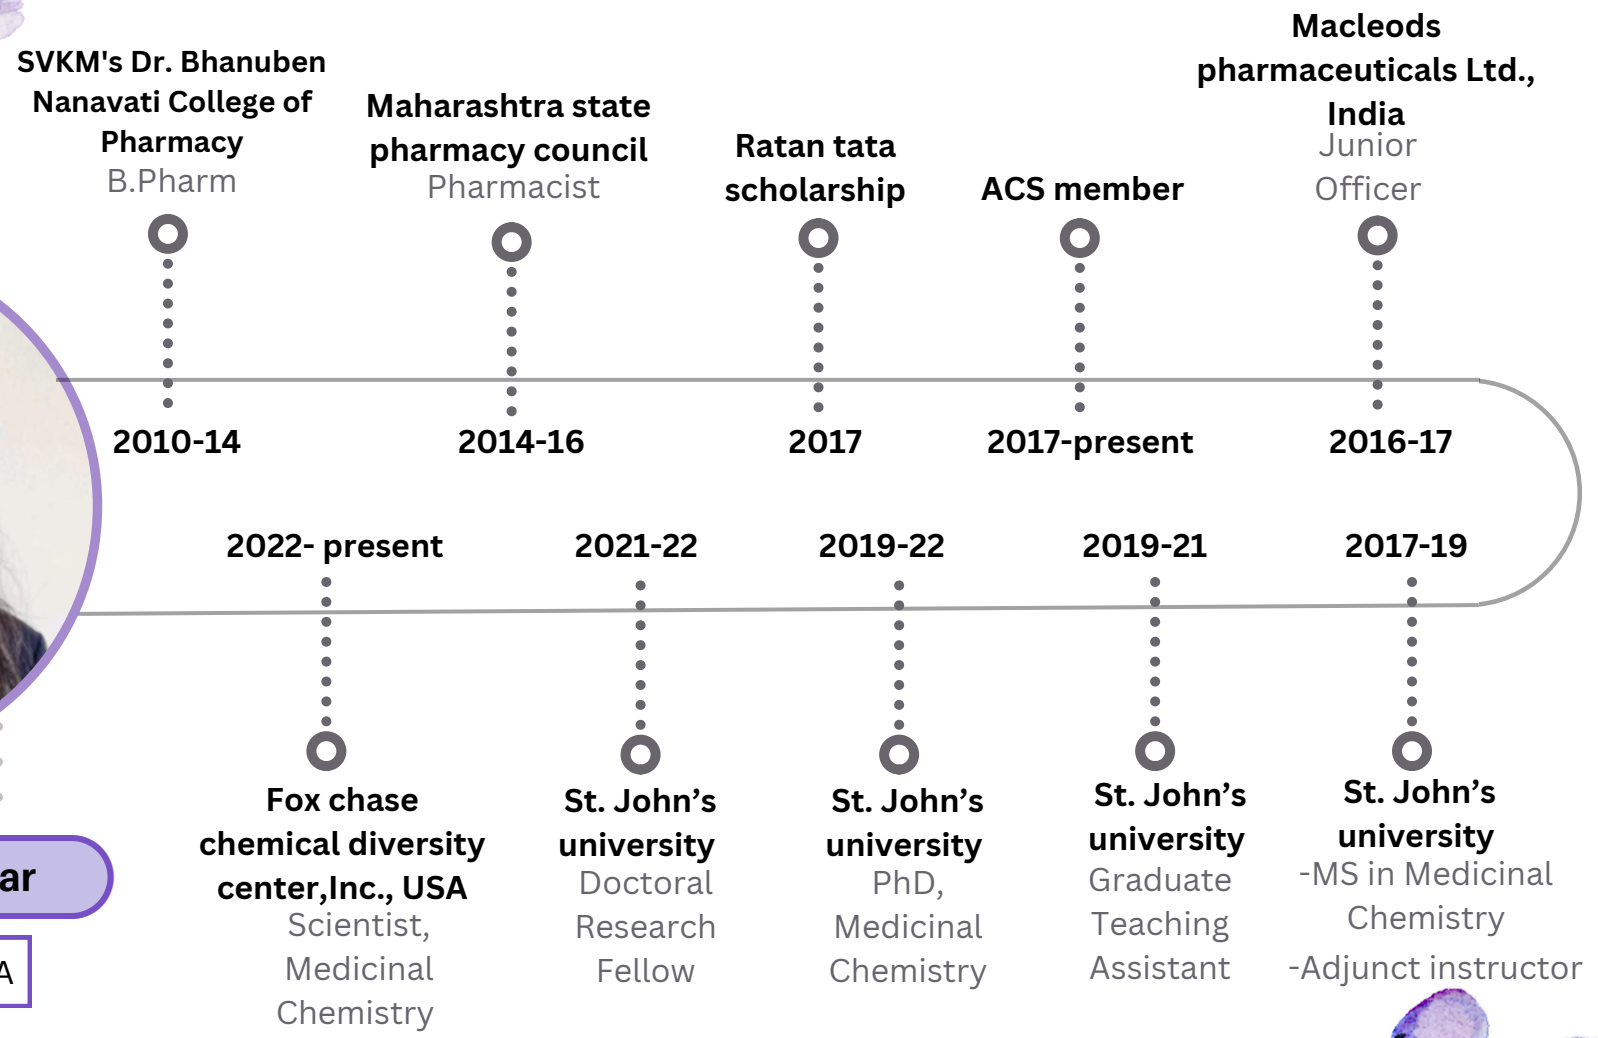 SVKM's Dr. Bhanuben
Nanavati College of
Pharmacy
B.Pharm
Maharashtra state
pharmacy council
Pharmacist
Ratan tata
scholarship
ACS member
Macleods
pharmaceuticals Ltd.,
India
Junior
Officer
2010-14
2014-16
2017
2017-present
2016-17
2022- present
2021-22
2019-22
2019-21
2017-19
Fox chase
chemical diversity
center,Inc., USA
Scientist,
Medicinal
Chemistry
St. John’s
university
Doctoral
Research
Fellow
St. John’s
university
PhD,
Medicinal
Chemistry
St. John’s
university
Graduate
Teaching
Assistant
St. John’s
university
-MS in Medicinal
Chemistry
-Adjunct instructor
ar
A